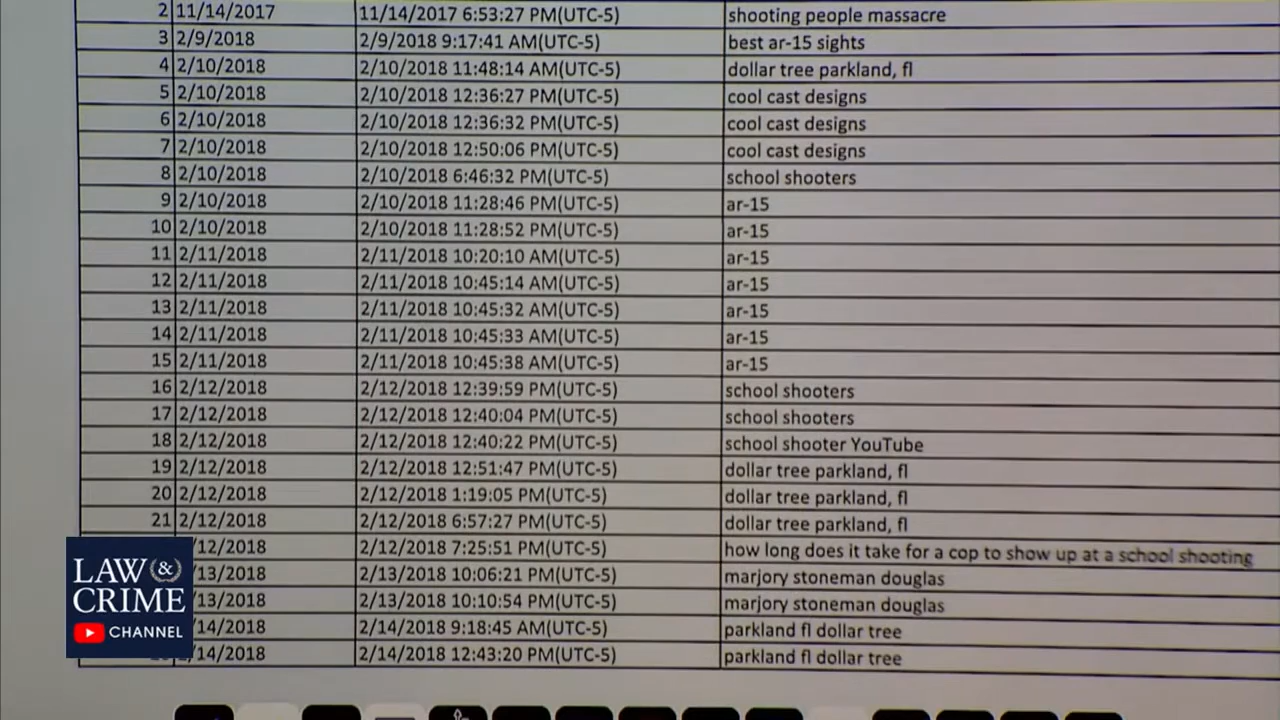 2 11/14/2017 11/14/2017 6:53:27 PM(UTC-5) shooting people massacre
3 2/9/2018 2/9/2018 9:17:41 AM(UTC-5) best ar-15 sights
4 2/10/2018 2/10/2018 11:48:14 AM(UTC-5) dollar tree parkland, fl
5 2/10/2018 2/10/2018 12:36:27 PM(UTC-5) cool cast designs
6 2/10/2018 2/10/2018 12:36:32 PM(UTC-5) cool cast designs
7 2/10/2018 2/10/2018 12:50:06 PM(UTC-5) cool cast designs
8 2/10/2018 2/10/2018 6:46:32 PM(UTC-5) school shooters
9 2/10/2018 2/10/2018 11:28:46 PM(UTC-5) ar-15
10 2/10/2018 2/10/2018 11:28:52 PM(UTC-5) ar-15
11 2/11/2018 2/11/2018 10:20:10 AM(UTC-5) ar-15
12 2/11/2018 2/11/2018 10:45:14 AM(UTC-5) ar-15
13 2/11/2018 2/11/2018 10:45:32 AM(UTC-5) ar-15
14 2/11/2018 2/11/2018 10:45:33 AM(UTC-5) ar-15
15 2/11/2018 2/11/2018 10:45:38 AM(UTC-5) ar-15
16 2/12/2018 2/12/2018 12:39:59 PM(UTC-5) school shooters
17 2/12/2018 2/12/2018 12:40:04 PM(UTC-5) school shooters
18 2/12/2018 2/12/2018 12:40:22 PM(UTC-5) school shooter YouTube
19 2/12/2018 2/12/2018 12:51:47 PM(UTC-5) dollar tree parkland, fl
20 2/12/2018 2/12/2018 1:19:05 PM(UTC-5) dollar tree parkland, fl
21 2/12/2018 2/12/2018 6:57:27 PM(UTC-5) dollar tree parkland, fl
/12/2018 2/12/2018 7:25:51 PM(UTC-5) how long does it take for a cop to show up at a school shooting
/13/2018 2/13/2018 10:06:21 PM(UTC-5) marjory stoneman douglas
/13/2018 2/13/2018 10:10:54 PM(UTC-5) marjory stoneman douglas
/14/2018 2/14/2018 9:18:45 AM(UTC-5) parkland fl dollar tree
/14/2018 2/14/2018 12:43:20 PM(UTC-5) parkland fl dollar tree
LAW &
CRIME
CHANNEL